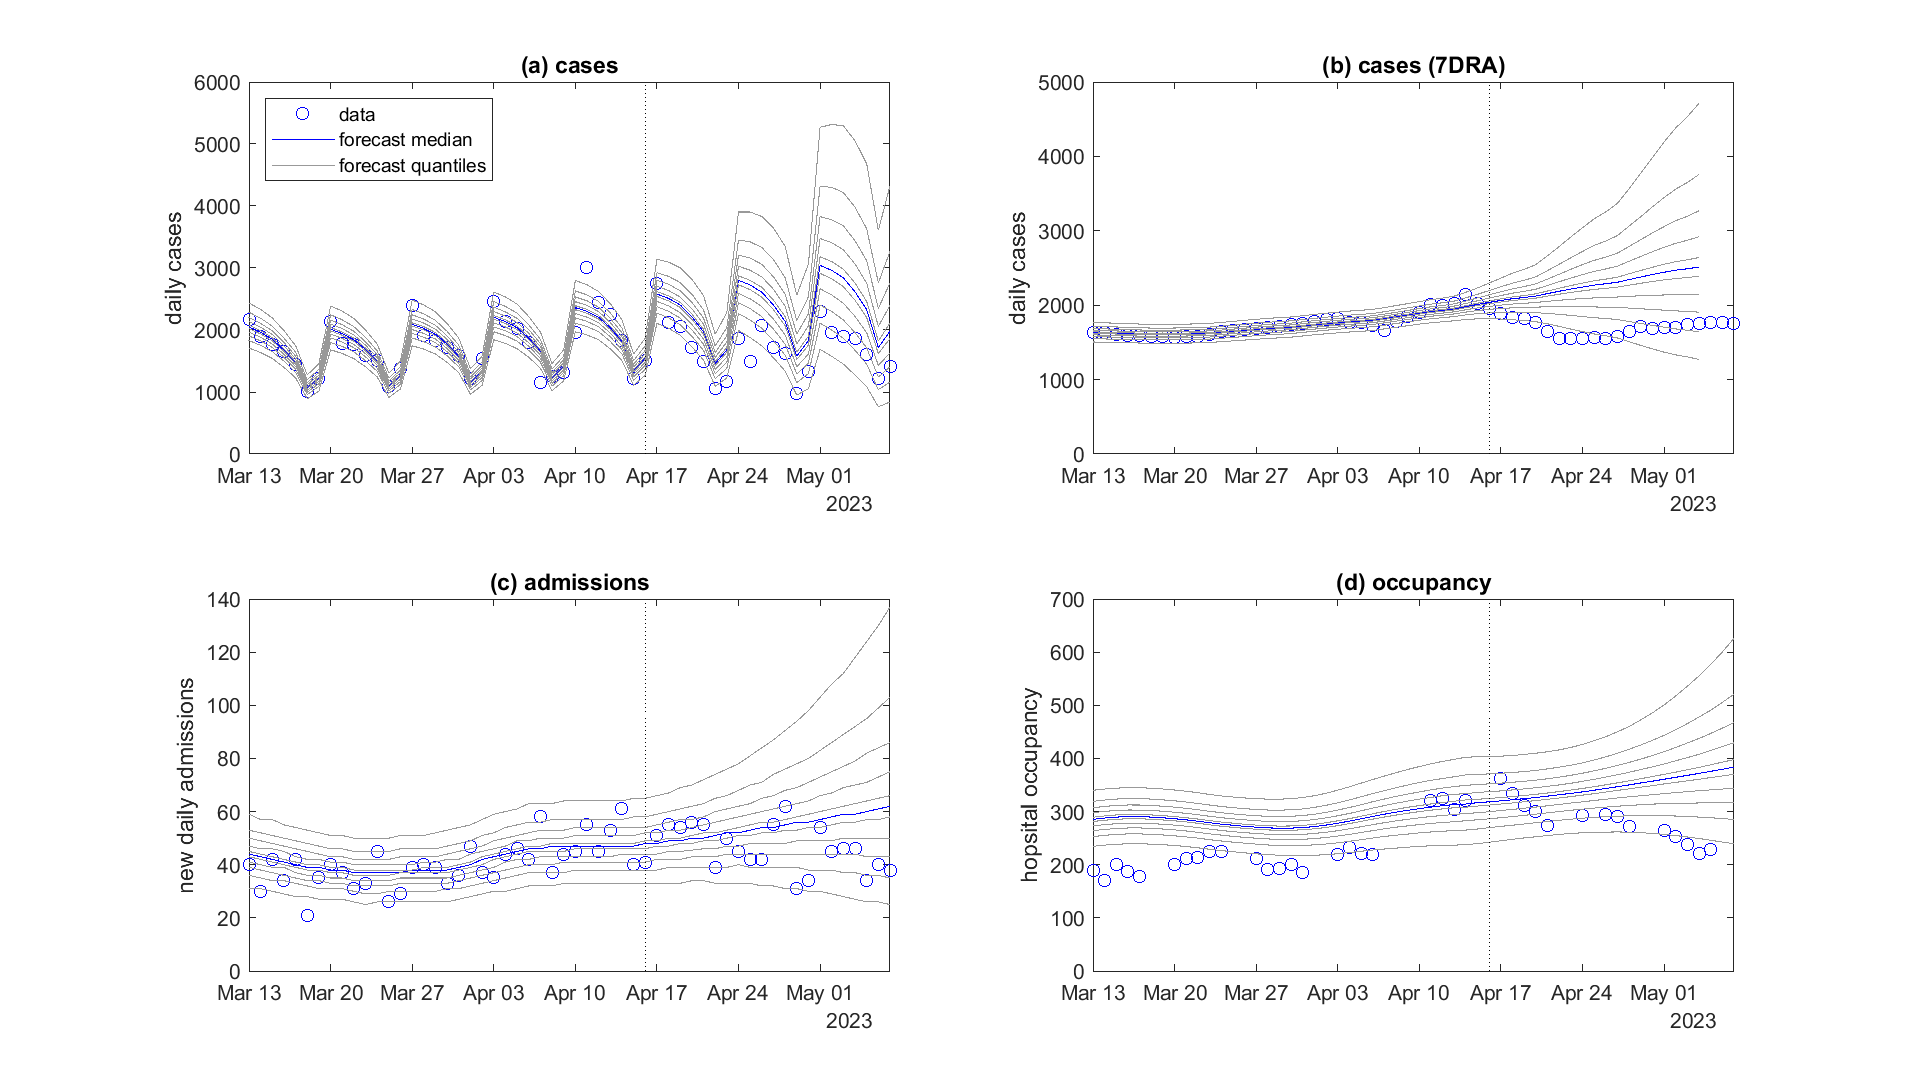 (a) cases
6000
5000
4000
3000
2000
1000
0
daily cases
data
forecast median
forecast quantiles
Mar 13 Mar 20 Mar 27 Apr 03 Apr 10 Apr 17 Apr 24 May 01
2023
(b) cases (7DRA)
5000
4000
3000
2000
1000
0
daily cases
Mar 13 Mar 20 Mar 27 Apr 03 Apr 10 Apr 17 Apr 24 May 01
2023
(c) admissions
140
120
100
80
60
40
20
0
new daily admissions
Mar 13 Mar 20 Mar 27 Apr 03 Apr 10 Apr 17 Apr 24 May 01
2023
(d) occupancy
700
600
500
400
300
200
100
0
hopsital occupancy
Mar 13 Mar 20 Mar 27 Apr 03 Apr 10 Apr 17 Apr 24 May 01
2023